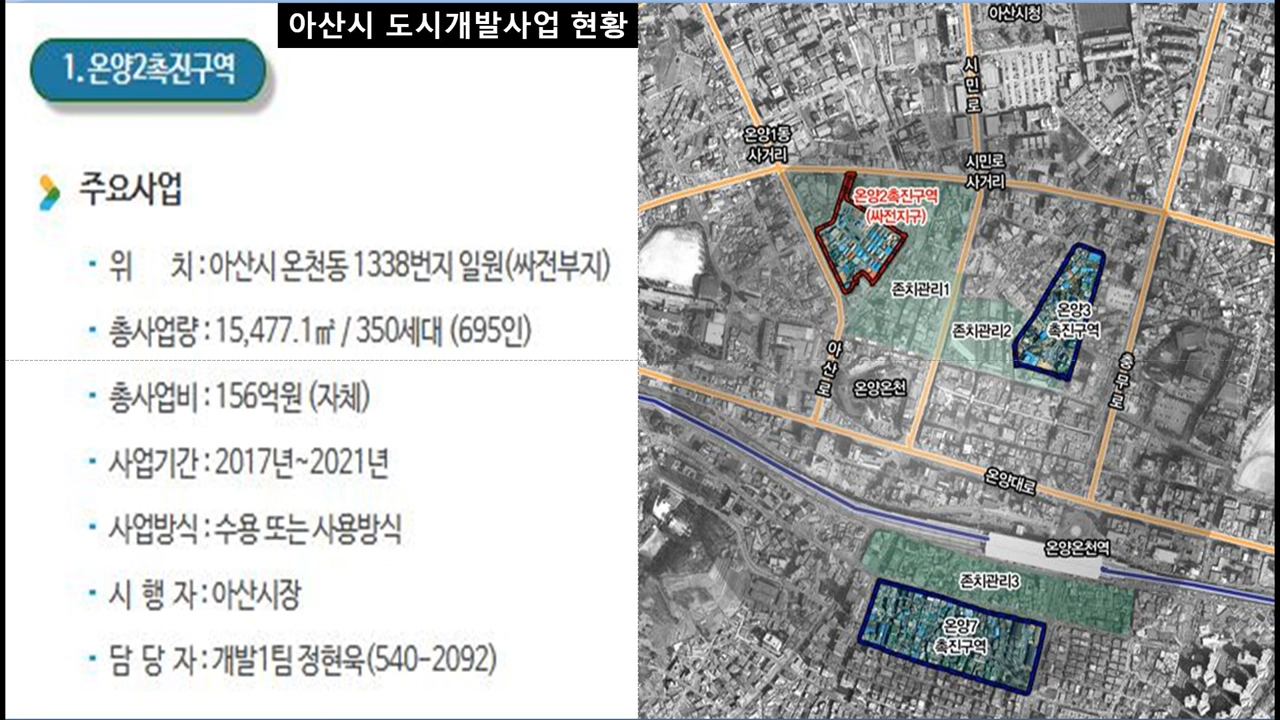 아산시 도시개발사업 현황
1. 온양2촉진구역
주요사업
위 치 : 아산시 온천동 1338번지 일원(싸전부지)
총사업량 : 15,477.1㎡ / 350세대 (695인)
총사업비 : 156억원 (자체)
사업기간 : 2017년~2021년
사업방식 : 수용 또는 사용방식
시 행 자 : 아산시장
담 당 자 : 개발1팀 정현욱(540-2092)
아산시청
시민로
온양1동
사거리
시민로
사거리
온양2촉진구역
(싸전지구)
존치관리1
온양3
촉진구역
존치관리2
아산로
충무로
온양온천
온양대로
온양온천역
존치관리3
온양7
촉진구역